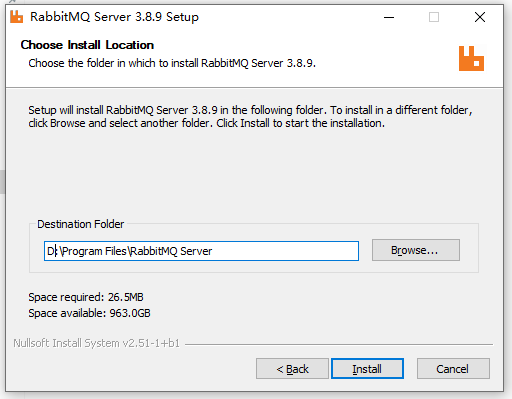 RabbitMQ Server 3.8.9 Setup
Choose Install Location
Choose the folder in which to install RabbitMQ Server 3.8.9.
Setup will install RabbitMQ Server 3.8.9 in the following folder. To install in a different folder,
click Browse and select another folder. Click Install to start the installation.
Destination Folder
D:\Program Files\RabbitMQ Server
Browse...
Space required: 26.5MB
Space available: 963.0GB
Nullsoft Install System v2.51-1+b1
< Back
Install
Cancel